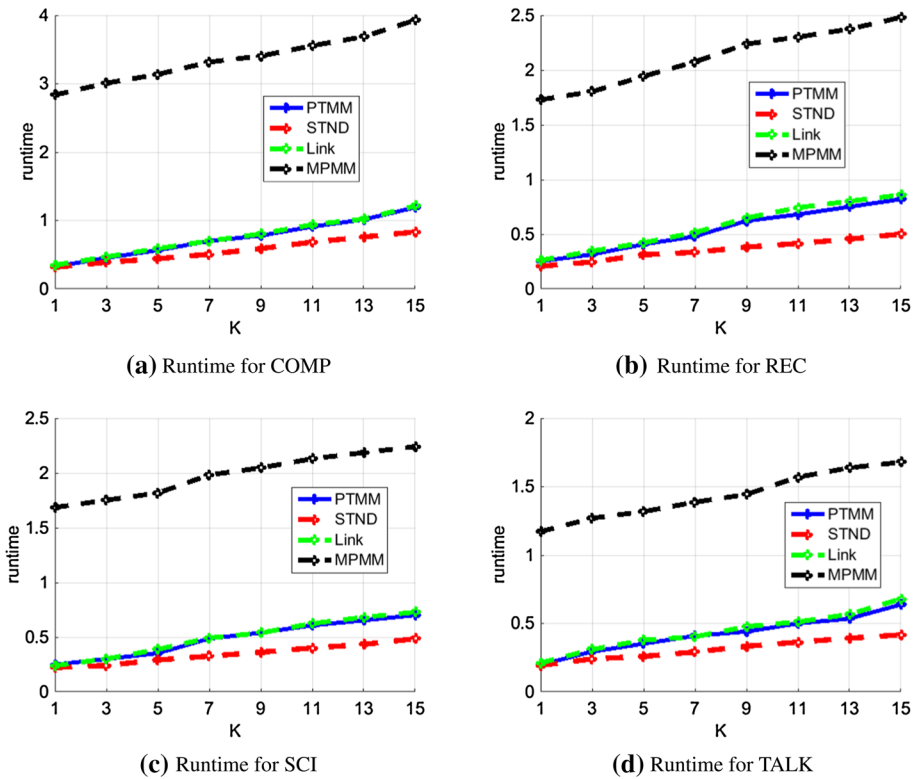 4
3
2
1
0
runtime
PTMM
STND
Link
MPMM
1 3 5 7 9 11 13 15
K
(a) Runtime for COMP
2.5
2
1.5
1
0.5
0
runtime
PTMM
STND
Link
MPMM
1 3 5 7 9 11 13 15
K
(b) Runtime for REC
2.5
2
1.5
1
0.5
0
runtime
PTMM
STND
Link
MPMM
1 3 5 7 9 11 13 15
K
(c) Runtime for SCI
2
1.5
1
0.5
0
runtime
PTMM
STND
Link
MPMM
1 3 5 7 9 11 13 15
K
(d) Runtime for TALK